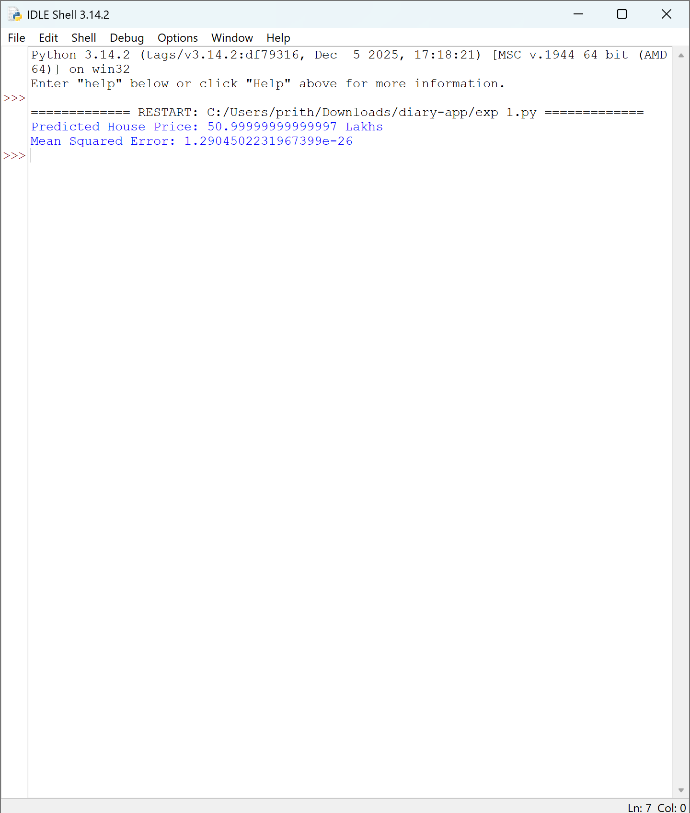 IDLE Shell 3.14.2
File Edit Shell Debug Options Window Help
Python 3.14.2 (tags/v3.14.2:df79316, Dec  5 2025, 17:18:21) [MSC v.1944 64 bit (AMD
64)] on win32
Enter "help" below or click "Help" above for more information.
>>>
============= RESTART: C:/Users/prith/Downloads/diary-app/exp 1.py =============
Predicted House Price: 50.99999999999997 Lakhs
Mean Squared Error: 1.2904502231967399e-26
>>>
Ln: 7 Col: 0